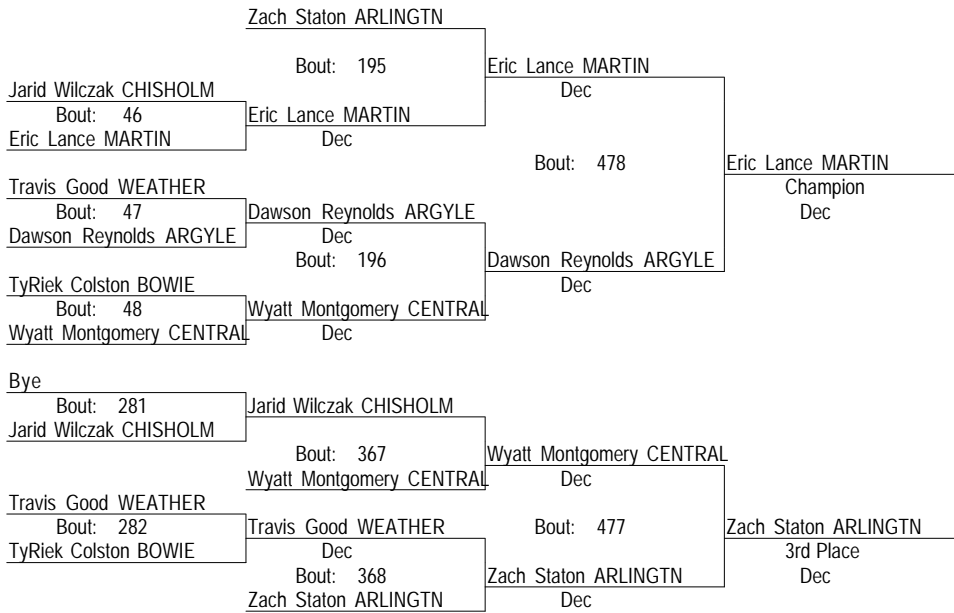 Zach Staton ARLINGTN
Bout: 195
Eric Lance MARTIN
Dec
Jarid Wilczak CHISHOLM
Bout: 46
Eric Lance MARTIN
Eric Lance MARTIN
Dec
Bout: 478
Eric Lance MARTIN
Champion
Dec
Travis Good WEATHER
Bout: 47
Dawson Reynolds ARGYLE
Dawson Reynolds ARGYLE
Dec
Bout: 196
Dawson Reynolds ARGYLE
Dec
TyRiek Colston BOWIE
Bout: 48
Wyatt Montgomery CENTRAL
Wyatt Montgomery CENTRAL
Dec
Bye
Bout: 281
Jarid Wilczak CHISHOLM
Jarid Wilczak CHISHOLM
Bout: 367
Wyatt Montgomery CENTRAL
Wyatt Montgomery CENTRAL
Dec
Travis Good WEATHER
Bout: 282
TyRiek Colston BOWIE
Travis Good WEATHER
Dec
Bout: 368
Zach Staton ARLINGTN
Bout: 477
Zach Staton ARLINGTN
Dec
Zach Staton ARLINGTN
3rd Place
Dec